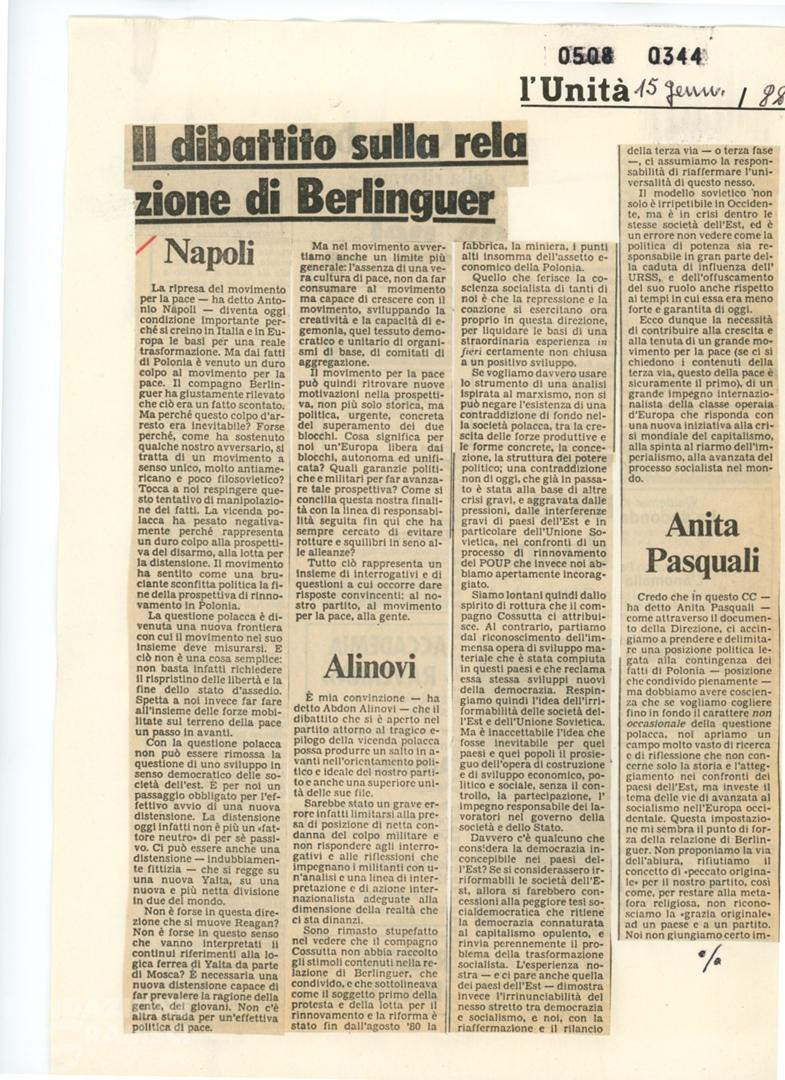 0508 0344
l'Unità 15 genn. / 82
Il dibattito sulla rela
zione di Berlinguer
Napoli
La ripresa del movimento
per la pace — ha detto Anto-
nio Napoli — diventa oggi
condizione importante per-
ché si creino in Italia e in Eu-
ropa le basi per una reale
trasformazione. Ma dai fatti
di Polonia è venuto un duro
colpo al movimento per la
pace. Il compagno Berlin-
guer ha giustamente rilevato
che ciò era un fatto scontato.
Ma perché questo colpo d'ar-
resto era inevitabile? Forse
perché, come ha sostenuto
qualche nostro avversario, si
tratta di un movimento a
senso unico, molto antiame-
ricano e poco filosovietico?
Tocca a noi respingere que-
sto tentativo di manipolazio-
ne dei fatti. La vicenda po-
lacca ha pesato negativa-
mente perché rappresenta
un duro colpo alla prospetti-
va del disarmo, alla lotta per
la distensione. Il movimento
ha sentito come una bru-
ciante sconfitta politica la fi-
ne della prospettiva di rinno-
vamento in Polonia.
La questione polacca è di-
venuta una nuova frontiera
con cui il movimento nel suo
insieme deve misurarsi. E
ciò non è una cosa semplice:
non basta infatti richiedere
il rispristino delle libertà e la
fine dello stato d'assedio.
Spetta a noi invece far fare
all'insieme delle forze mobi-
litate sul terreno della pace
un passo in avanti.
Con la questione polacca
non può essere rimossa la
questione di uno sviluppo in
senso democratico delle so-
cietà dell'est. E per noi un
passaggio obbligato per l'ef-
fettivo avvio di una nuova
distensione. La distensione
oggi infatti non è più un «fat-
tore neutro» di per sè passi-
vo. Ci può essere anche una
distensione — indubbiamen-
te fittizia — che si regge su
una nuova Yalta, su una
nuova e più netta divisione
in due del mondo.
Non è forse in questa dire-
zione che si muove Reagan?
Non è forse in questo senso
che vanno interpretati i
continui riferimenti alla lo-
gica ferrea di Yalta da parte
di Mosca? È necessaria una
nuova distensione capace di
far prevalere la ragione della
gente, dei giovani. Non c'è
altra strada per un'effettiva
politica di pace.
Ma nel movimento avver-
tiamo anche un limite più
generale: l'assenza di una ve-
ra cultura di pace, non da far
consumare al movimento
ma capace di crescere con il
movimento, sviluppando la
creatività e la capacità di e-
gemonia, quel tessuto demo-
cratico e unitario di organi-
smi di base, di comitati di
aggregazione.
Il movimento per la pace
può quindi ritrovare nuove
motivazioni nella prospetti-
va, non più solo storica, ma
politica, urgente, concreta
del superamento dei due
blocchi. Cosa significa per
noi un'Europa libera dai
blocchi, autonoma ed unifi-
cata? Quali garanzie politi-
che e militari per far avanza-
re tale prospettiva? Come si
concilia questa nostra finali-
tà con la linea di responsabi-
lità seguita fin qui che ha
sempre cercato di evitare
rotture e squilibri in seno al-
le alleanze?
Tutto ciò rappresenta un
insieme di interrogativi e di
questioni a cui occorre dare
risposte convincenti: al no-
stro partito, al movimento
per la pace, alla gente.
Alinovi
È mia convinzione — ha
detto Abdon Alinovi — che il
dibattito che si è aperto nel
partito attorno al tragico e-
pilogo della vicenda polacca
possa produrre un salto in a-
vanti nell'orientamento poli-
tico e ideale del nostro parti-
to e anche una superiore uni-
tà delle sue file.
Sarebbe stato un grave er-
rore infatti limitarsi alla pre-
sa di posizione di netta con-
danna del colpo militare e
non rispondere agli interro-
gativi e alle riflessioni che
impegnano i militanti con u-
n'analisi e una linea di inter-
pretazione e di azione inter-
nazionalista adeguate alla
dimensione della realtà che
ci sta dinanzi.
Sono rimasto stupefatto
nel vedere che il compagno
Cossutta non abbia raccolto
gli stimoli contenuti nella re-
lazione di Berlinguer, che
condivido, e che sottolineava
come il soggetto primo della
protesta e della lotta per il
rinnovamento e la riforma è
stato fin dall'agosto '80 la
fabbrica, la miniera, i punti
alti insomma dell'assetto e-
conomico della Polonia.
Quello che ferisce la co-
scienza socialista di tanti di
noi è che la repressione e la
coazione si esercitano ora
proprio in questa direzione,
per liquidare le basi di una
straordinaria esperienza in
fieri certamente non chiusa
a un positivo sviluppo.
Se vogliamo davvero usare
lo strumento di una analisi
ispirata al marxismo, non si
può negare l'esistenza di una
contraddizione di fondo nel-
la società polacca, tra la cre-
scita delle forze produttive e
le forme concrete, la conce-
zione, la struttura del potere
politico; una contraddizione
non di oggi, che già in passa-
to è stata alla base di altre
crisi gravi, e aggravata dalle
pressioni, dalle interferenze
gravi di paesi dell'Est e in
particolare dell'Unione So-
vietica, nei confronti di un
processo di rinnovamento
del POUP che invece noi ab-
biamo apertamente incorag-
giato.
Siamo lontani quindi dallo
spirito di rottura che il com-
pagno Cossutta ci attribui-
sce. Al contrario, partiamo
dal riconoscimento dell'im-
mensa opera di sviluppo ma-
teriale che è stata compiuta
in questi paesi e che reclama
essa stessa sviluppi nuovi
della democrazia. Respin-
giamo quindi l'idea dell'irri-
formabilità delle società del-
l'Est e dell'Unione Sovietica.
Ma è inaccettabile l'idea che
fosse inevitabile per quei
paesi e quei popoli il prosie-
guo dell'opera di costruzione
e di sviluppo economico, po-
litico e sociale, senza il con-
trollo, la partecipazione, l'
impegno responsabile dei la-
voratori nel governo della
società e dello Stato.
Davvero c'è qualcuno che
considera la democrazia in-
concepibile nei paesi del-
l'Est? Se si considerassero ir-
riformabili le società dell'E-
st, allora si farebbero con-
cessioni alla peggiore tesi so-
cialdemocratica che ritiene
la democrazia connaturata
al capitalismo opulento, e
rinvia perennemente il pro-
blema della trasformazione
socialista. L'esperienza no-
stra — e ci pare anche quella
dei paesi dell'Est — dimostra
invece l'irrinunciabilità del
nesso stretto tra democrazia
e socialismo, e noi, con la
riaffermazione e il rilancio
della terza via — o terza fase
—, ci assumiamo la respon-
sabilità di riaffermare l'uni-
versalità di questo nesso.
Il modello sovietico non
solo è irripetibile in Occiden-
te, ma è in crisi dentro le
stesse società dell'Est, ed è
un errore non vedere come la
politica di potenza sia re-
sponsabile in gran parte del-
la caduta di influenza dell'
URSS, e dell'offuscamento
del suo ruolo anche rispetto
ai tempi in cui essa era meno
forte e garantita di oggi.
Ecco dunque la necessità
di contribuire alla crescita e
alla tenuta di un grande mo-
vimento per la pace (se ci si
chiedono i contenuti della
terza via, questo della pace è
sicuramente il primo), di un
grande impegno internazio-
nalista della classe operaia
d'Europa che risponda con
una nuova iniziativa alla cri-
si mondiale del capitalismo,
alla spinta al riarmo dell'im-
perialismo, alla avanzata del
processo socialista nel mon-
do.
Anita
Pasquali
Credo che in questo CC —
ha detto Anita Pasquali —
come attraverso il documen-
to della Direzione, ci accin-
giamo a prendere e delimita-
re una posizione politica le-
gata alla contingenza dei
fatti di Polonia — posizione
che condivido pienamente —
ma dobbiamo avere coscien-
za che se vogliamo cogliere
fino in fondo il carattere non
occasionale della questione
polacca, noi apriamo un
campo molto vasto di ricerca
e di riflessione che non con-
cerne solo la storia e l'atteg-
giamento nei confronti dei
paesi dell'Est, ma investe il
tema delle vie di avanzata al
socialismo nell'Europa occi-
dentale. Questa impostazio-
ne mi sembra il punto di for-
za della relazione di Berlin-
guer. Non proponiamo la via
dell'abiura, rifiutiamo il
concetto di «peccato origina-
le» per il nostro partito, così
come, per restare alla meta-
fora religiosa, non ricono-
sciamo la «grazia originale»
ad un paese e a un partito.
Noi non giungiamo certo im-
%